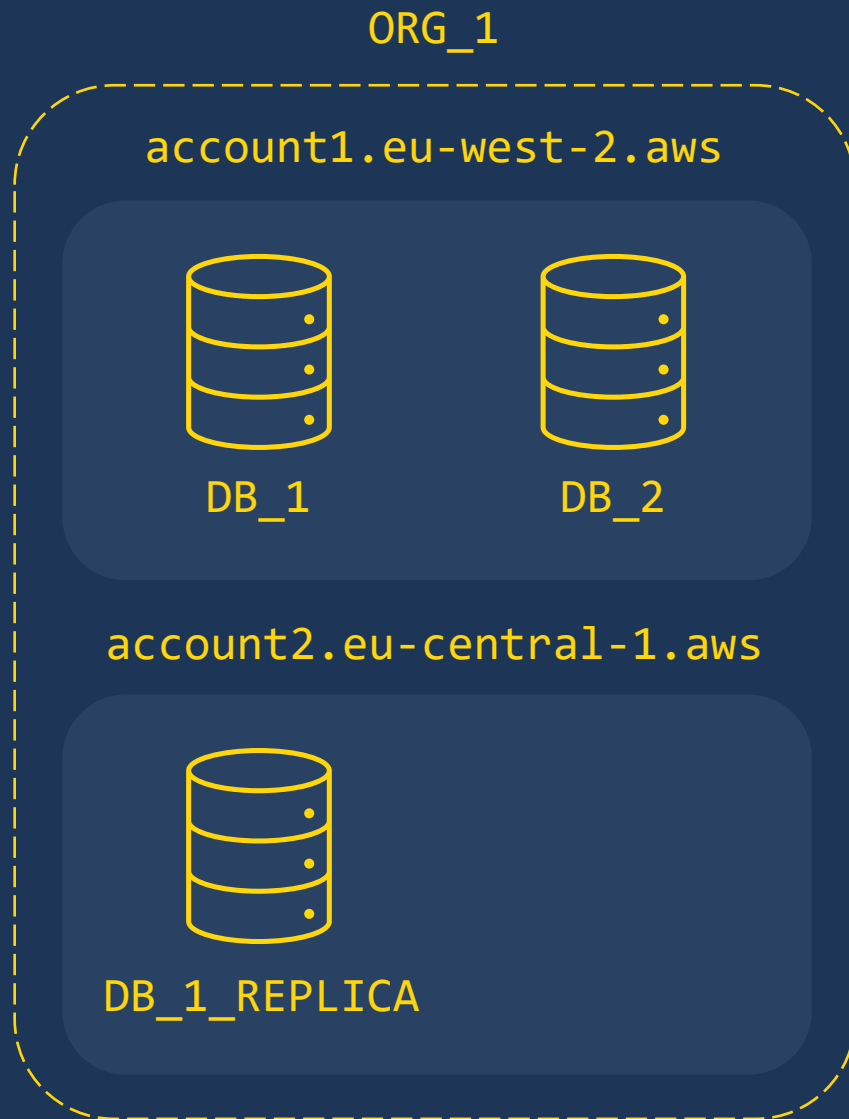 ORG_1
account1.eu-west-2.aws
DB_1 DB_2
account2.eu-central-1.aws
DB_1_REPLICA